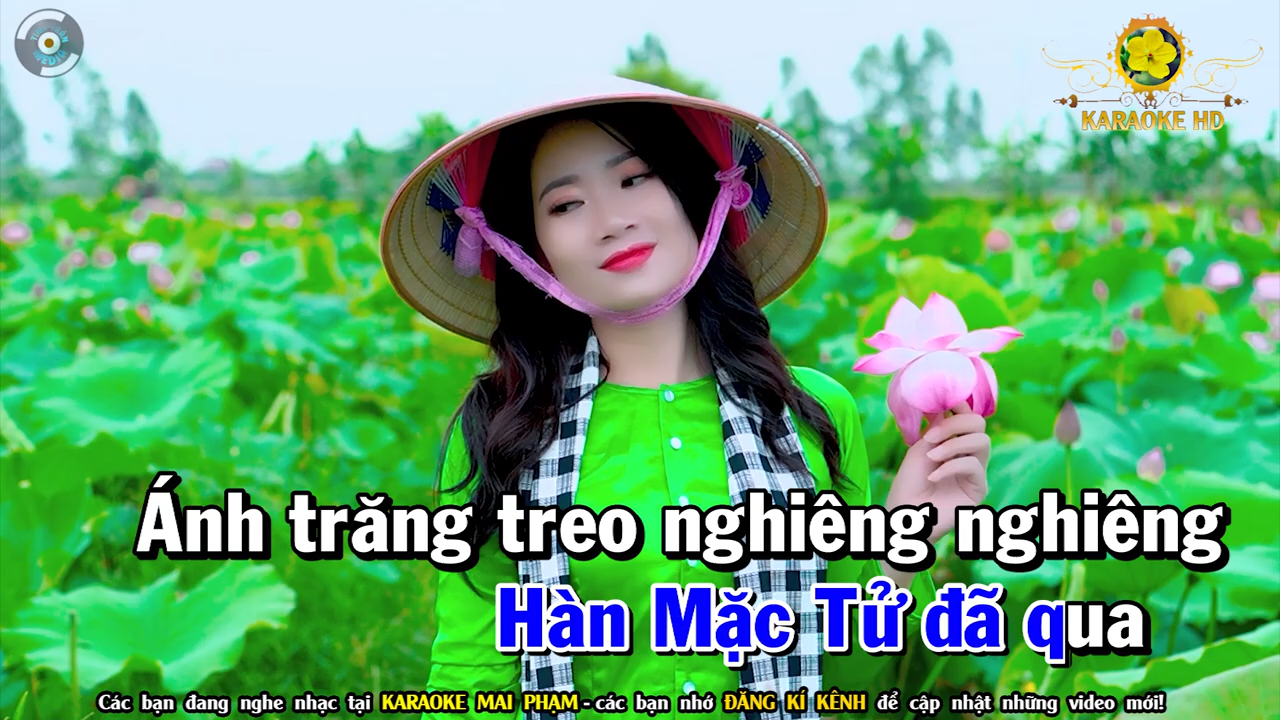 KARAOKE HD
Ánh trăng treo nghiêng nghiêng
Hàn Mặc Tử đã qua
Các bạn đang nghe nhạc tại KARAOKE MAI PHẠM - các bạn nhớ ĐĂNG KÍ KÊNH để cập nhật những video mới!